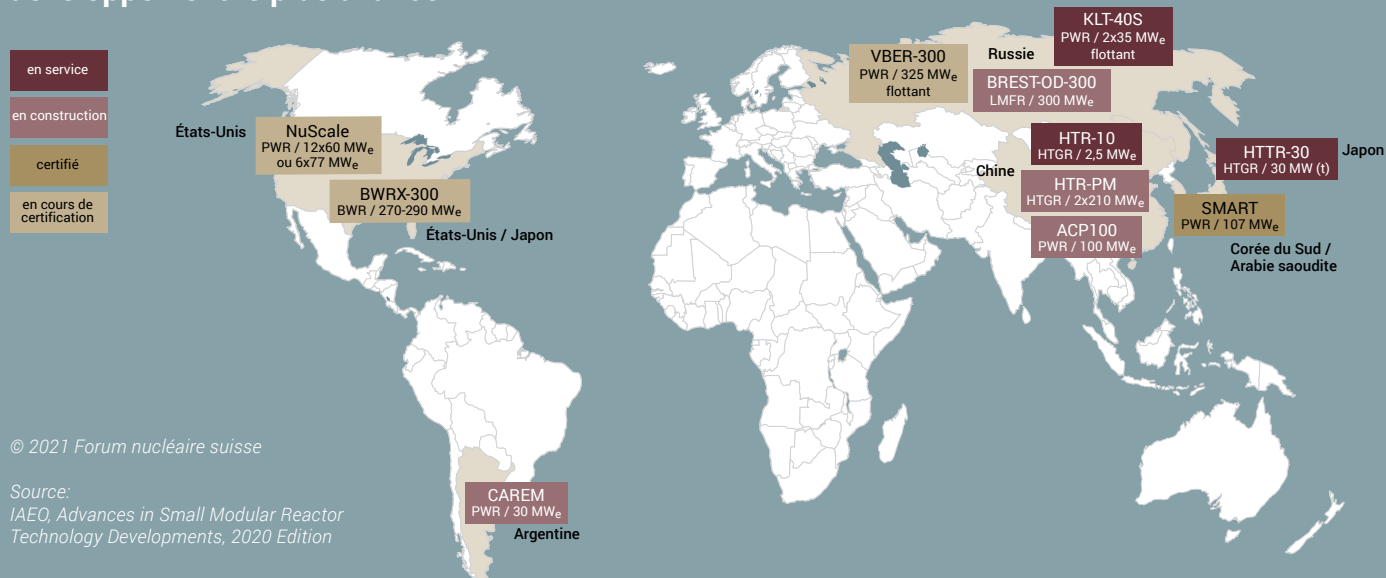 en service
en construction
certifié
en cours de
certification
États-Unis
NuScale
PWR / 12x60 MWe
ou 6x77 MWe
BWRX-300
BWR / 270-290 MWe
États-Unis / Japon
VBER-300
PWR / 325 MWe
flottant
Russie
KLT-40S
PWR / 2x35 MWe
flottant
BREST-OD-300
LMFR / 300 MWe
Chine
HTR-10
HTGR / 2,5 MWe
HTR-PM
HTGR / 2x210 MWe
ACP100
PWR / 100 MWe
HTTR-30
HTGR / 30 MW (t)
Japon
SMART
PWR / 107 MWe
Corée du Sud /
Arabie saoudite
CAREM
PWR / 30 MWe
Argentine
© 2021 Forum nucléaire suisse
Source:
IAEO, Advances in Small Modular Reactor
Technology Developments, 2020 Edition